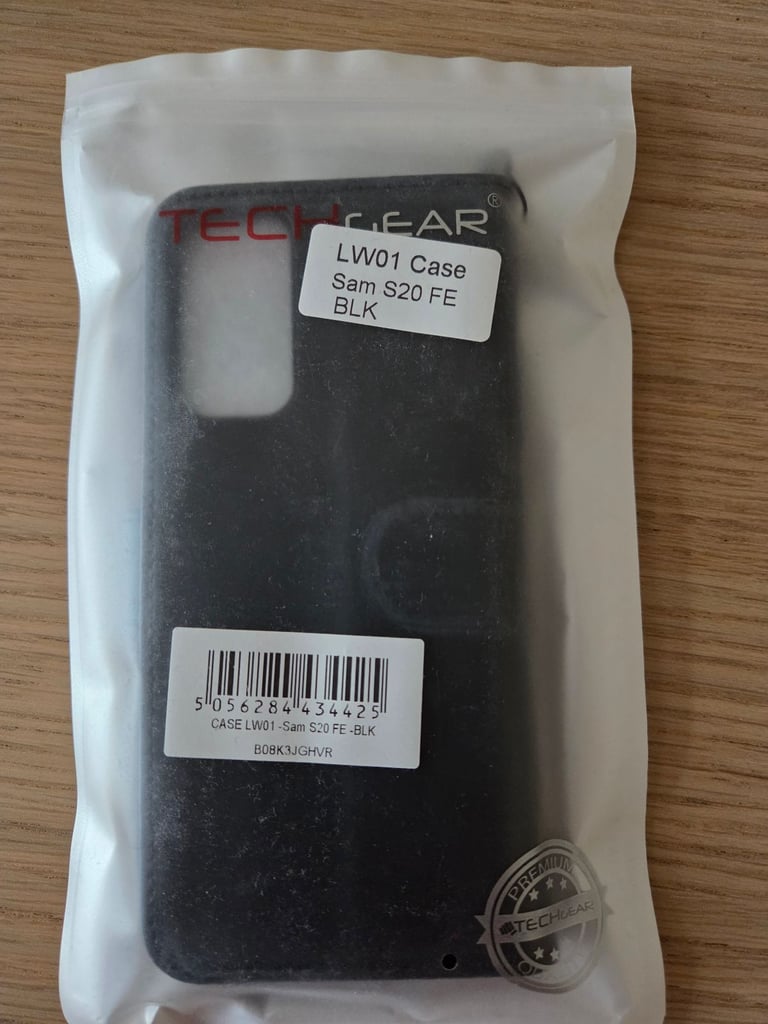 TECHGEAR®
LW01 Case
Sam S20 FE
BLK
5 056284 434425
CASE LW01 -Sam S20 FE -BLK
B08K3JGHVR
PREMIUM
TECHGEAR